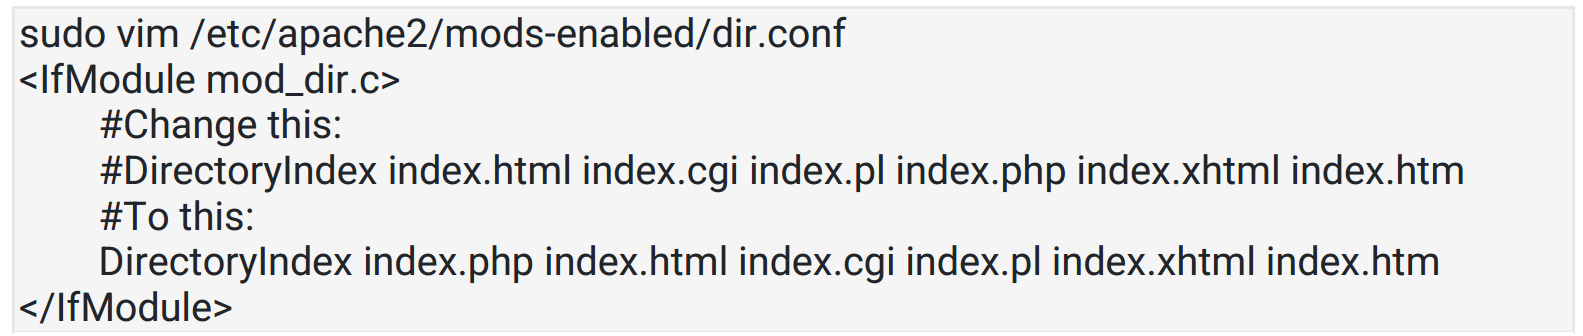 sudo vim /etc/apache2/mods-enabled/dir.conf
<IfModule mod_dir.c>
#Change this:
#DirectoryIndex index.html index.cgi index.pl index.php index.xhtml index.htm
#To this:
DirectoryIndex index.php index.html index.cgi index.pl index.xhtml index.htm
</IfModule>